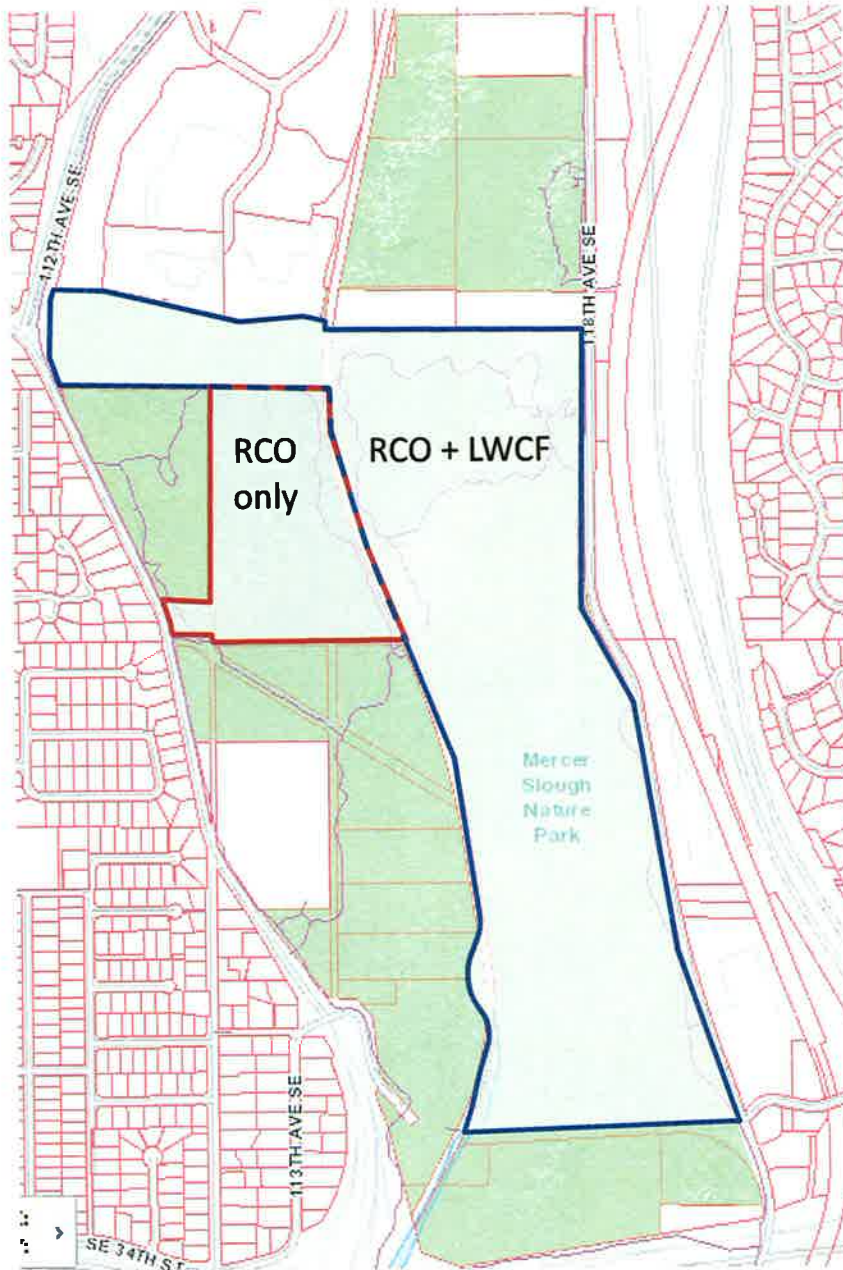 112TH AVE SE
118TH AVE SE
RCO
only
RCO + LWCF
Mercer
Slough
Nature
Park
113TH AVE SE
SE 34TH ST